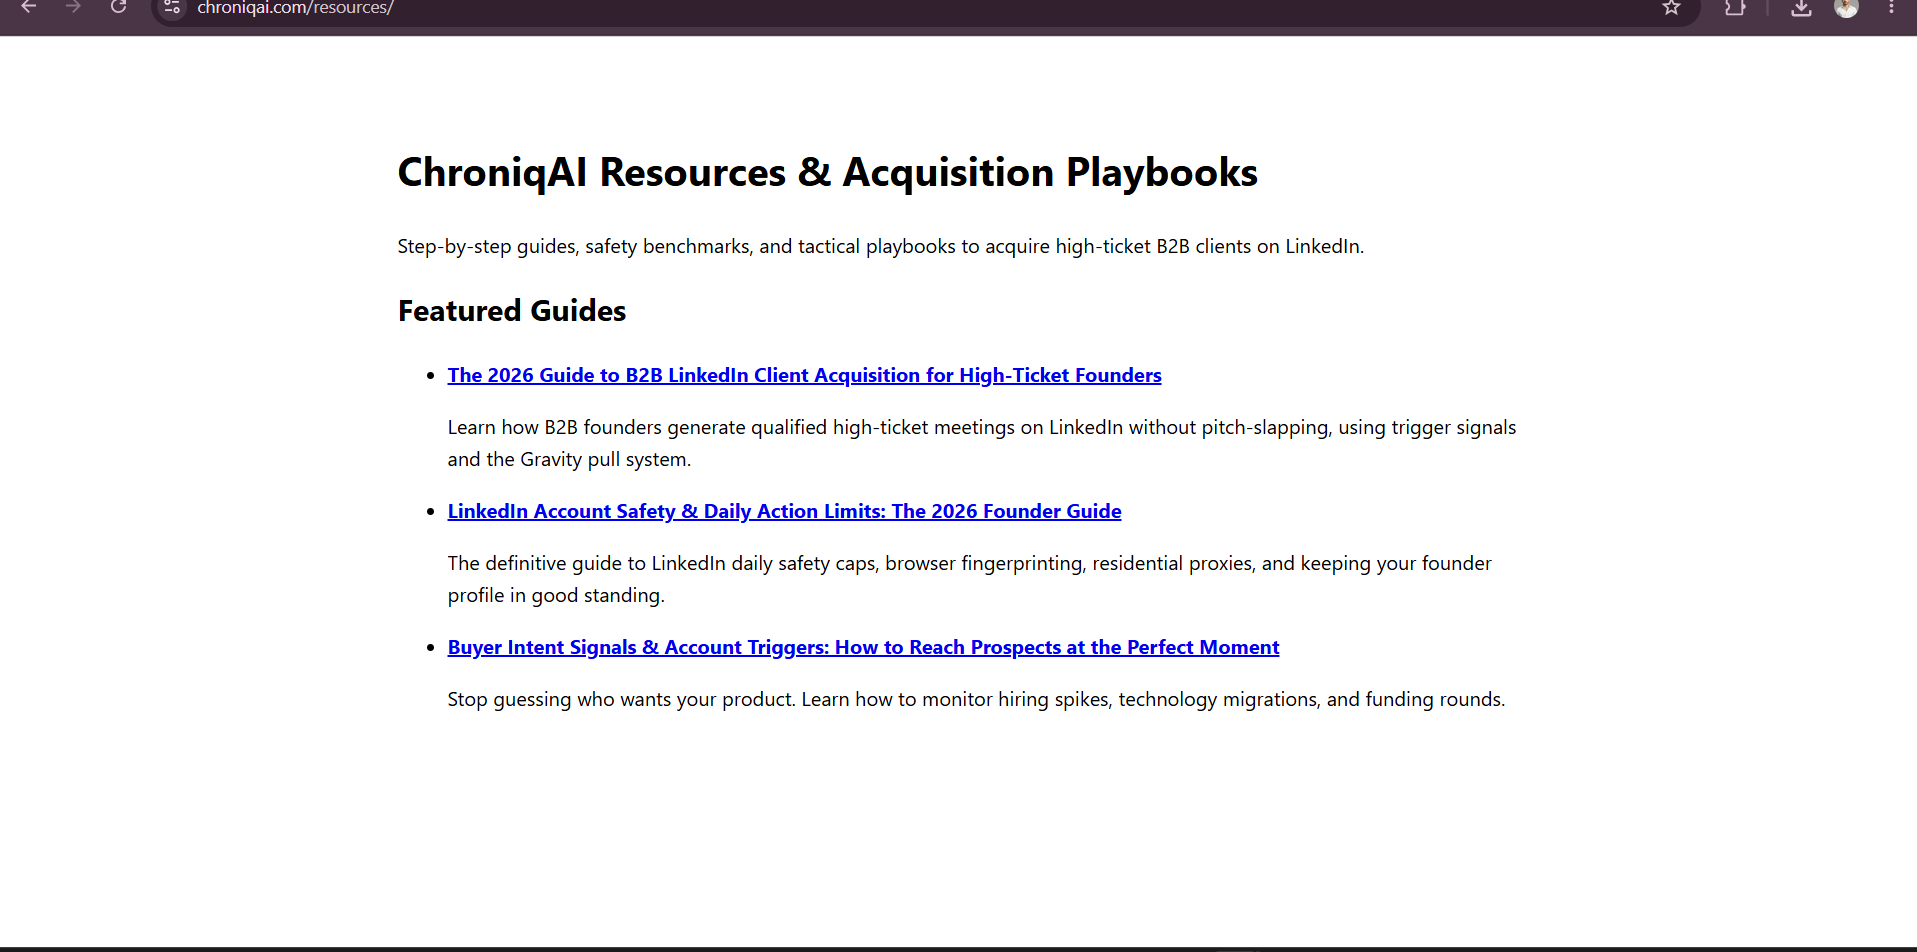 chroniqai.com/resources/
ChroniqAI Resources & Acquisition Playbooks
Step-by-step guides, safety benchmarks, and tactical playbooks to acquire high-ticket B2B clients on LinkedIn.
Featured Guides
The 2026 Guide to B2B LinkedIn Client Acquisition for High-Ticket Founders
Learn how B2B founders generate qualified high-ticket meetings on LinkedIn without pitch-slapping, using trigger signals
and the Gravity pull system.
LinkedIn Account Safety & Daily Action Limits: The 2026 Founder Guide
The definitive guide to LinkedIn daily safety caps, browser fingerprinting, residential proxies, and keeping your founder
profile in good standing.
Buyer Intent Signals & Account Triggers: How to Reach Prospects at the Perfect Moment
Stop guessing who wants your product. Learn how to monitor hiring spikes, technology migrations, and funding rounds.